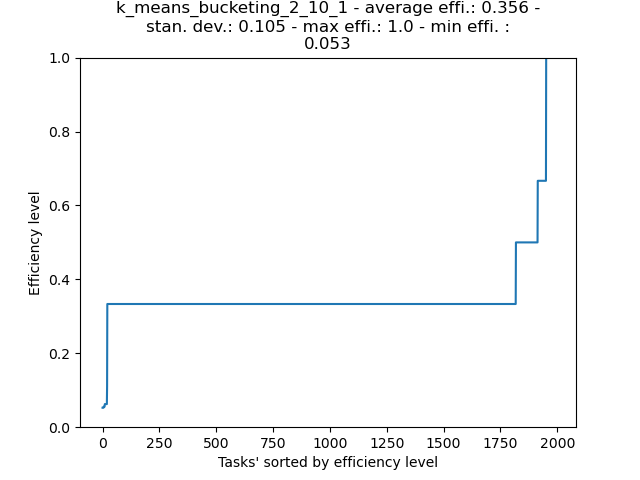 k_means_bucketing_2_10_1 - average effi.: 0.356 -
stan. dev.: 0.105 - max effi.: 1.0 - min effi. :
0.053
1.0
0.8
0.6
0.4
0.2
0.0
Efficiency level
0 250 500 750 1000 1250 1500 1750 2000
Tasks' sorted by efficiency level